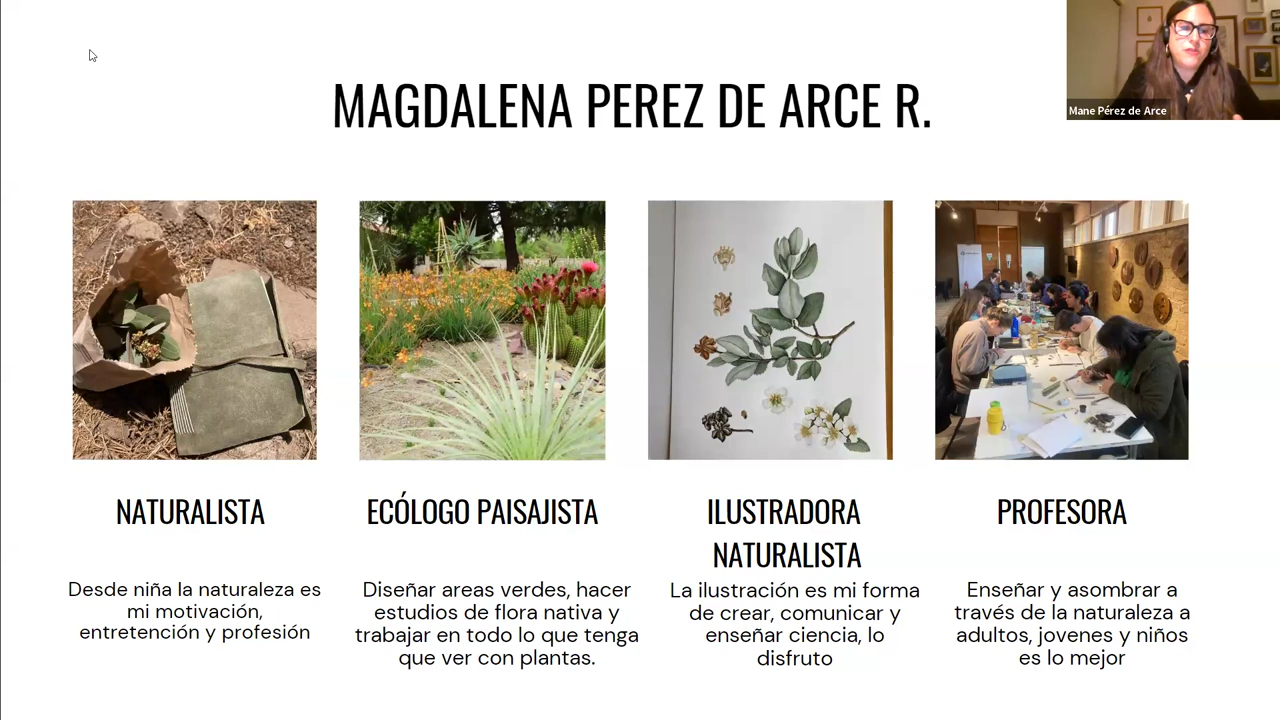 MAGDALENA PEREZ DE ARCE R.
Mane Pérez de Arce
NATURALISTA
Desde niña la naturaleza es
mi motivación,
entretención y profesión
ECÓLOGO PAISAJISTA
Diseñar areas verdes, hacer
estudios de flora nativa y
trabajar en todo lo que tenga
que ver con plantas.
ILUSTRADORA
NATURALISTA
La ilustración es mi forma
de crear, comunicar y
enseñar ciencia, lo
disfruto
PROFESORA
Enseñar y asombrar a
través de la naturaleza a
adultos, jovenes y niños
es lo mejor